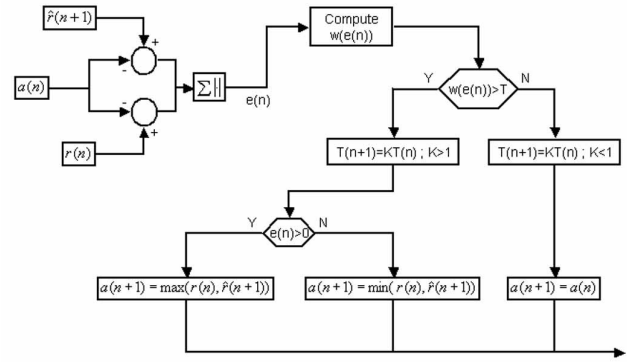 r̂(n+1)
+
-
a(n)
-
+
r(n)
∑||
e(n)
Compute
w(e(n))
Y
w(e(n))>T
N
T(n+1)=KT(n) ; K>1
T(n+1)=KT(n) ; K<1
Y
e(n)>0
N
a(n+1) = max(r(n), r̂(n+1))
a(n+1) = min(r(n), r̂(n+1))
a(n+1) = a(n)